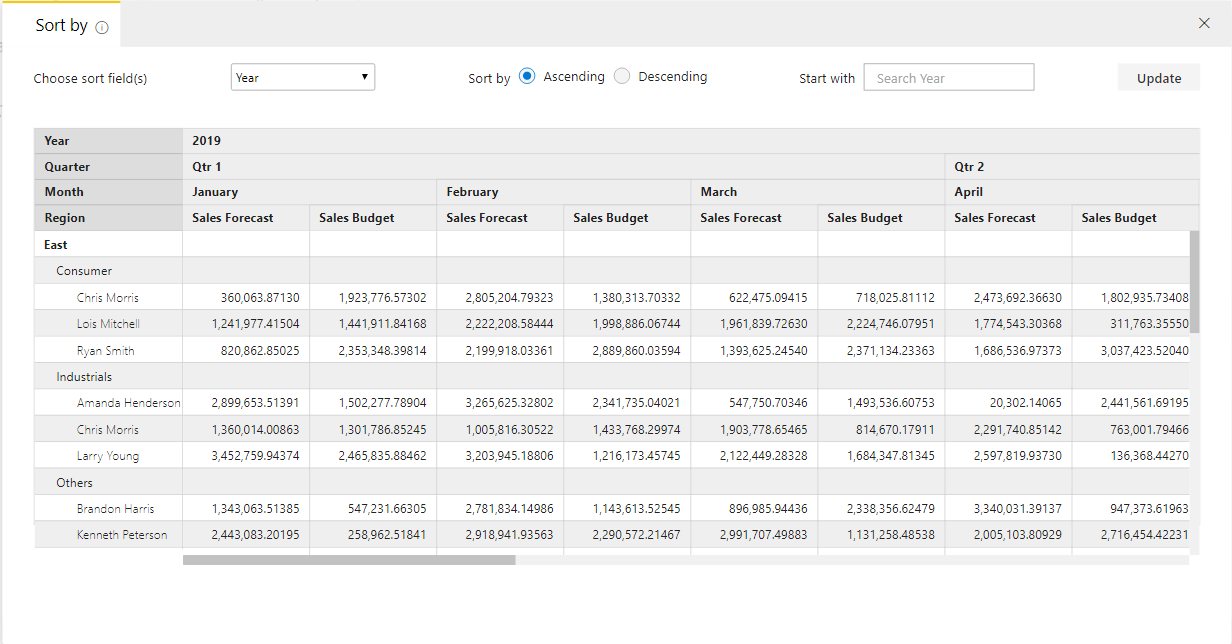 Sort by
Choose sort field(s) Year Sort by Ascending Descending Start with Search Year Update
Year 2019
Quarter Qtr 1 Qtr 2
Month January February March April
Region Sales Forecast Sales Budget Sales Forecast Sales Budget Sales Forecast Sales Budget Sales Forecast Sales Budget
East
Consumer
Chris Morris 360,063.87130 1,923,776.57302 2,805,204.79323 1,380,313.70332 622,475.09415 718,025.81112 2,473,692.36630 1,802,935.73408
Lois Mitchell 1,241,977.41504 1,441,911.84168 2,222,208.58444 1,998,886.06744 1,961,839.72630 2,224,746.07951 1,774,543.30368 311,763.35550
Ryan Smith 820,862.85025 2,353,348.39814 2,199,918.03361 2,889,860.03594 1,393,625.24540 2,371,134.23363 1,686,536.97373 3,037,423.52040
Industrials
Amanda Henderson 2,899,653.51391 1,502,277.78904 3,265,625.32802 2,341,735.04021 547,750.70346 1,493,536.60753 20,302.14065 2,441,561.69195
Chris Morris 1,360,014.00863 1,301,786.85245 1,005,816.30522 1,433,768.29974 1,903,778.65465 814,670.17911 2,291,740.85142 763,001.79466
Larry Young 3,452,759.94374 2,465,835.88462 3,203,945.18806 1,216,173.45745 2,122,449.28328 1,684,347.81345 2,597,819.93730 136,368.44270
Others
Brandon Harris 1,343,063.51385 547,231.66305 2,781,834.14986 1,143,613.52545 896,985.94436 2,338,356.62479 3,340,031.39137 947,373.61963
Kenneth Peterson 2,443,083.20195 258,962.51841 2,918,941.93563 2,290,572.21467 2,991,707.49883 1,131,258.48538 2,005,103.80929 2,716,454.42231